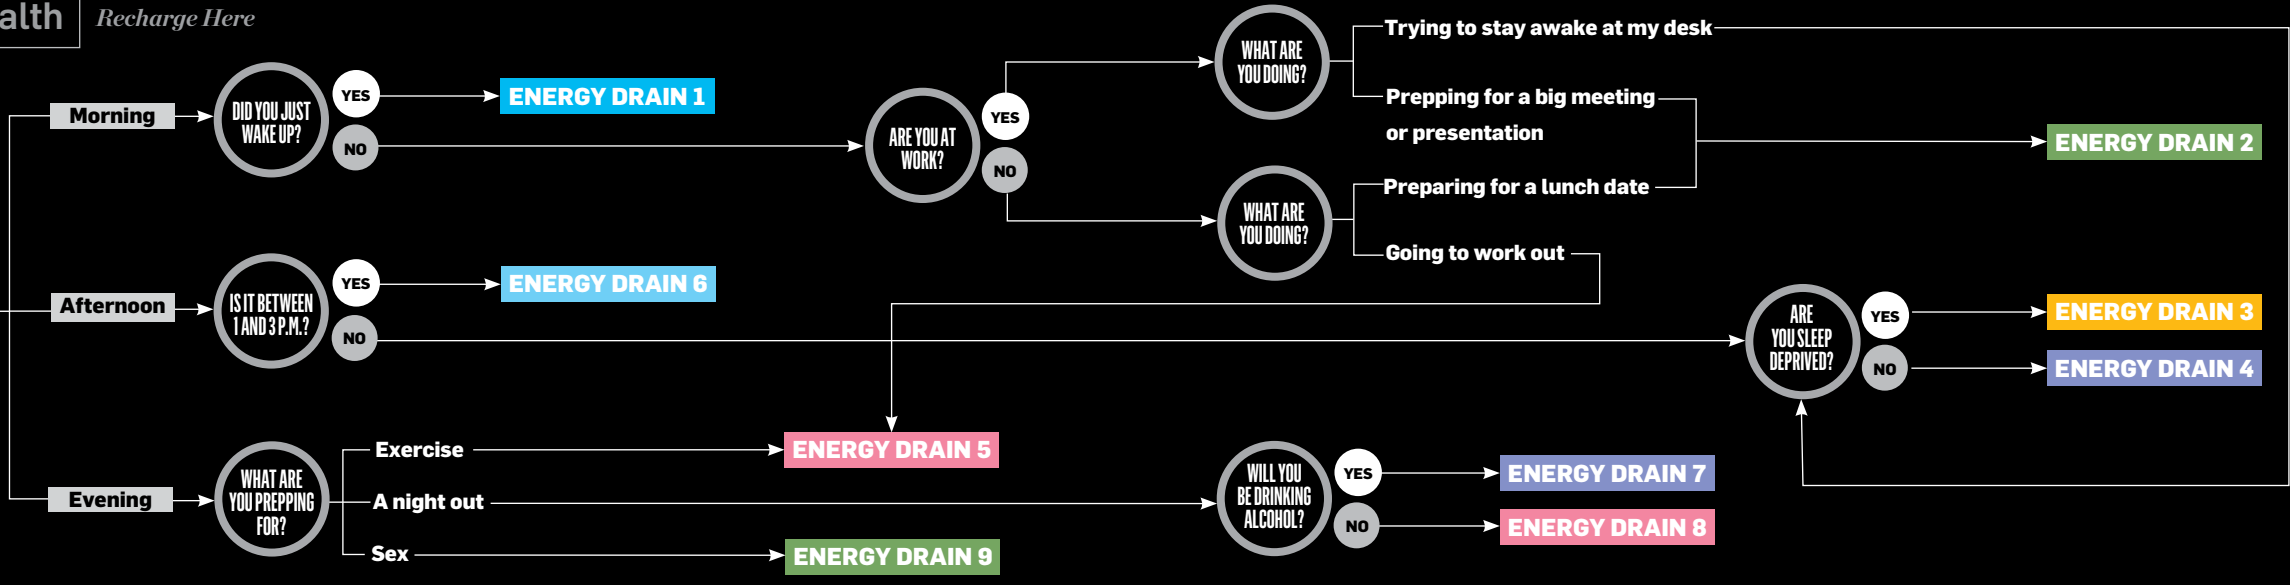 alth
Recharge Here
Morning
DID YOU JUST
WAKE UP?
YES
NO
ENERGY DRAIN 1
ARE YOU AT
WORK?
YES
NO
WHAT ARE
YOU DOING?
Trying to stay awake at my desk
Prepping for a big meeting
or presentation
WHAT ARE
YOU DOING?
Preparing for a lunch date
Going to work out
ENERGY DRAIN 2
Afternoon
IS IT BETWEEN
1 AND 3 P.M.?
YES
NO
ENERGY DRAIN 6
ARE
YOU SLEEP
DEPRIVED?
YES
NO
ENERGY DRAIN 3
ENERGY DRAIN 4
Evening
WHAT ARE
YOU PREPPING
FOR?
Exercise
A night out
Sex
ENERGY DRAIN 5
ENERGY DRAIN 9
WILL YOU
BE DRINKING
ALCOHOL?
YES
NO
ENERGY DRAIN 7
ENERGY DRAIN 8